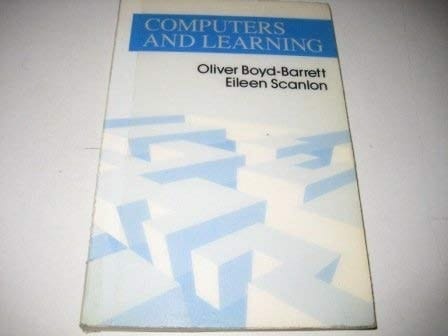 COMPUTERS
AND LEARNING
Oliver Boyd-Barrett
Eileen Scanlon